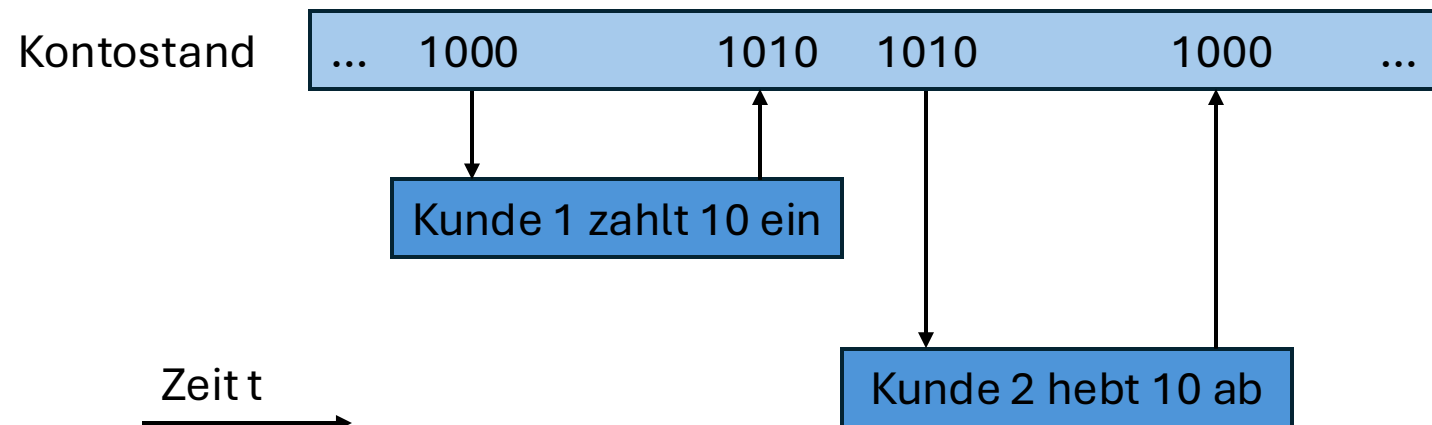 Kontostand ... 1000 1010 1010 1000 ...
Kunde 1 zahlt 10 ein
Zeit t
Kunde 2 hebt 10 ab